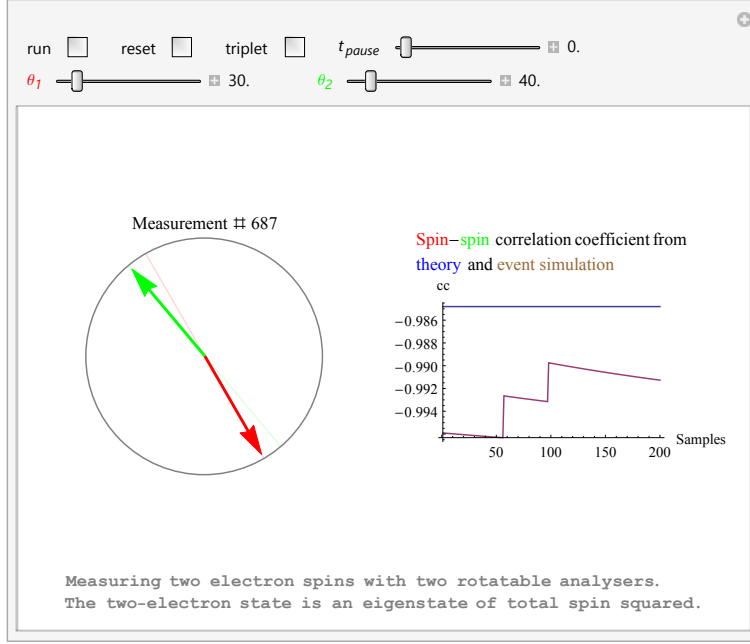 run reset triplet t_pause 0.
θ1 30. θ2 40.
Measurement # 687
Spin–spin correlation coefficient from
theory and event simulation
cc
−0.986
−0.988
−0.990
−0.992
−0.994
50 100 150 200 Samples
Measuring two electron spins with two rotatable analysers.
The two-electron state is an eigenstate of total spin squared.